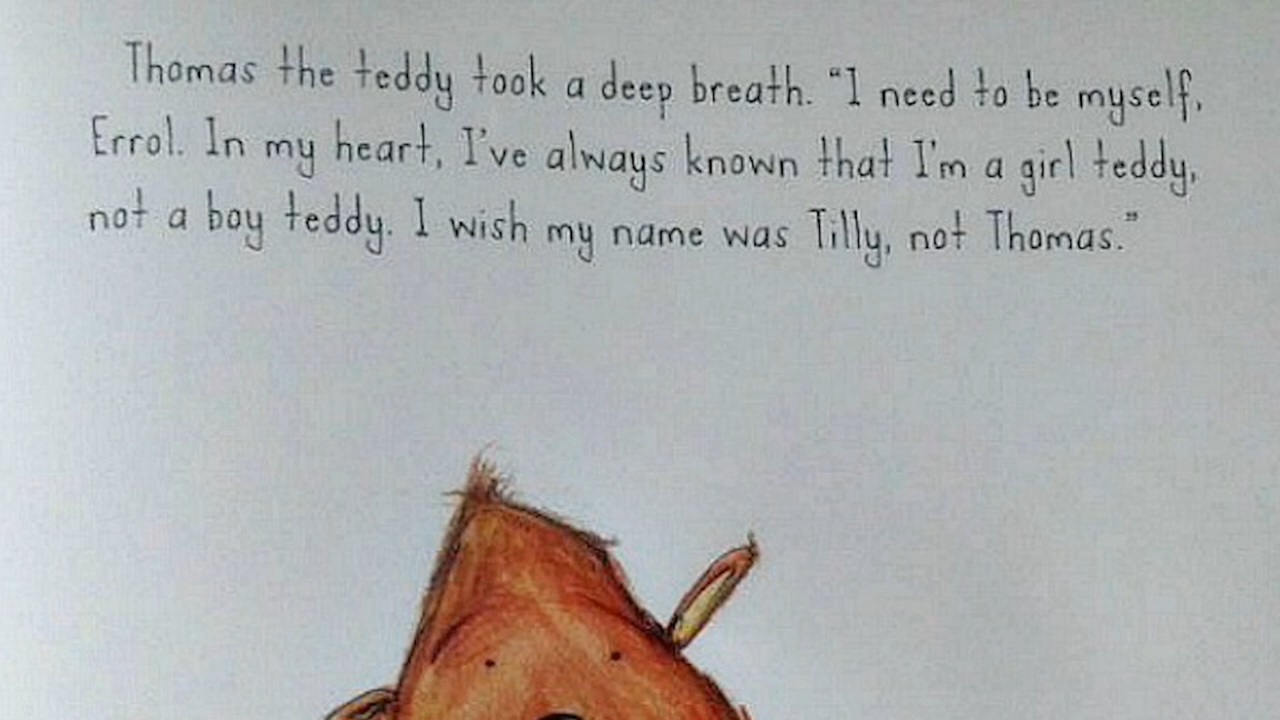 Thomas the teddy took a deep breath. “I need to be myself,
Errol. In my heart, I’ve always known that I’m a girl teddy,
not a boy teddy. I wish my name was Tilly, not Thomas.”